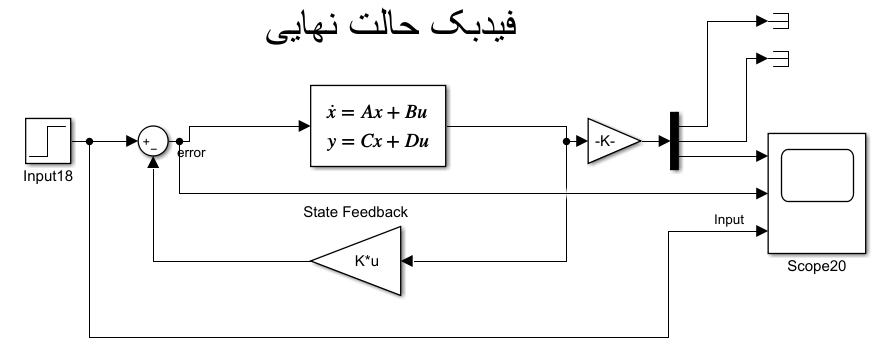 فیدبک حالت نهایی
ẋ = Ax + Bu
y = Cx + Du
-K-
+
−
error
Input18
State Feedback
K*u
Input
Scope20